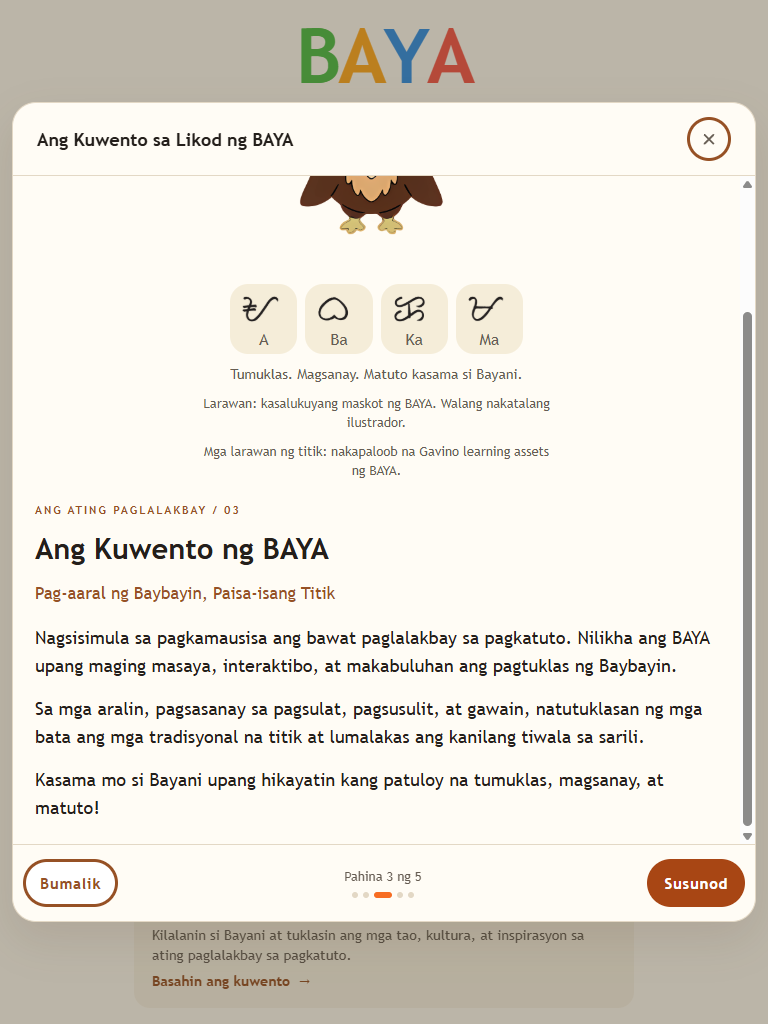 BAYA
Ang Kuwento sa Likod ng BAYA
×
ᜀ ᜊ ᜃ ᜋ
A Ba Ka Ma
Tumuklas. Magsanay. Matuto kasama si Bayani.
Larawan: kasalukuyang maskot ng BAYA. Walang nakatalang
ilustrador.
Mga larawan ng titik: nakapaloob na Gavino learning assets
ng BAYA.
ANG ATING PAGLALAKBAY / 03
Ang Kuwento ng BAYA
Pag-aaral ng Baybayin, Paisa-isang Titik
Nagsisimula sa pagkamausisa ang bawat paglalakbay sa pagkatuto. Nilikha ang BAYA
upang maging masaya, interaktibo, at makabuluhan ang pagtuklas ng Baybayin.
Sa mga aralin, pagsasanay sa pagsulat, pagsusulit, at gawain, natutuklasan ng mga
bata ang mga tradisyonal na titik at lumalakas ang kanilang tiwala sa sarili.
Kasama mo si Bayani upang hikayatin kang patuloy na tumuklas, magsanay, at
matuto!
Bumalik
Pahina 3 ng 5
Susunod
Kilalanin si Bayani at tuklasin ang mga tao, kultura, at inspirasyon sa
ating paglalakbay sa pagkatuto.
Basahin ang kuwento →